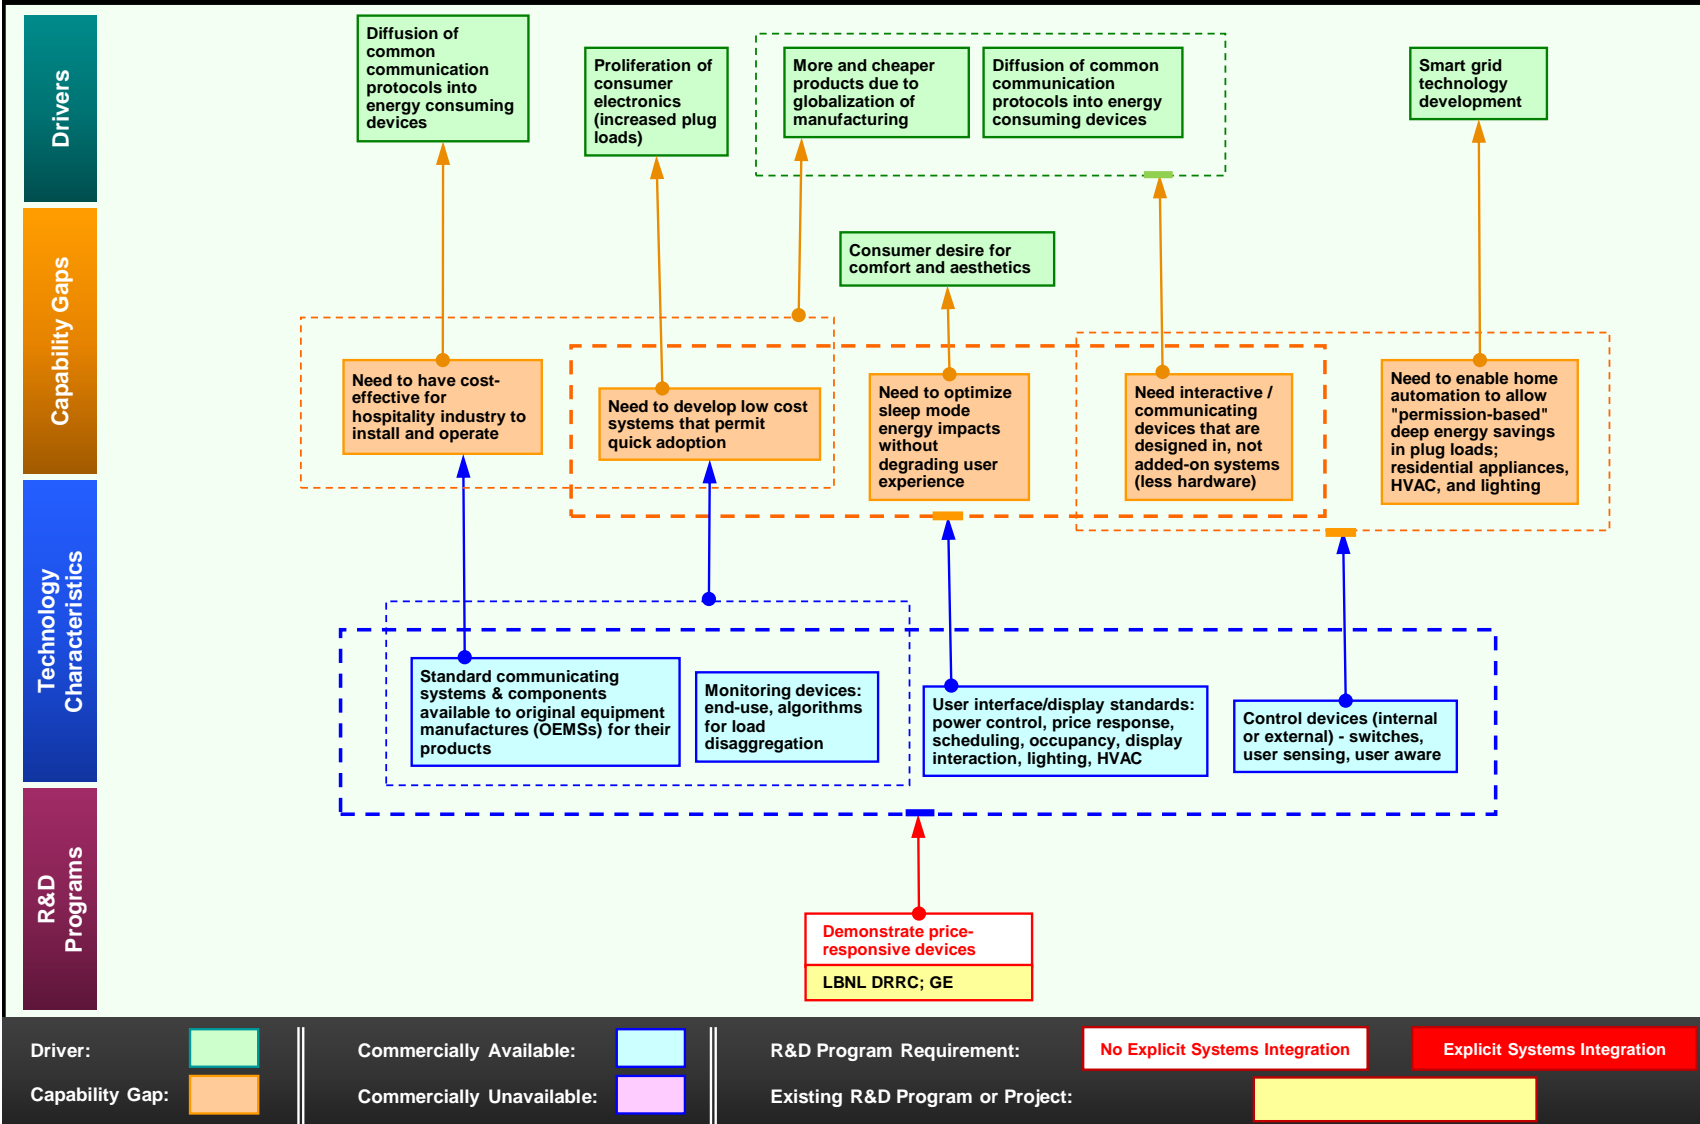 Drivers
Diffusion of
common
communication
protocols into
energy consuming
devices
Proliferation of
consumer
electronics
(increased plug
loads)
More and cheaper
products due to
globalization of
manufacturing
Diffusion of common
communication
protocols into energy
consuming devices
Smart grid
technology
development
Capability Gaps
Consumer desire for
comfort and aesthetics
Need to have cost-
effective for
hospitality industry to
install and operate
Need to develop low cost
systems that permit
quick adoption
Need to optimize
sleep mode
energy impacts
without
degrading user
experience
Need interactive /
communicating
devices that are
designed in, not
added-on systems
(less hardware)
Need to enable home
automation to allow
"permission-based"
deep energy savings
in plug loads;
residential appliances,
HVAC, and lighting
Technology
Characteristics
Standard communicating
systems & components
available to original equipment
manufactures (OEMSs) for their
products
Monitoring devices:
end-use, algorithms
for load
disaggregation
User interface/display standards:
power control, price response,
scheduling, occupancy, display
interaction, lighting, HVAC
Control devices (internal
or external) - switches,
user sensing, user aware
R&D
Programs
Demonstrate price-
responsive devices
LBNL DRRC; GE
Driver:
Capability Gap:
Commercially Available:
Commercially Unavailable:
R&D Program Requirement:
No Explicit Systems Integration
Explicit Systems Integration
Existing R&D Program or Project: